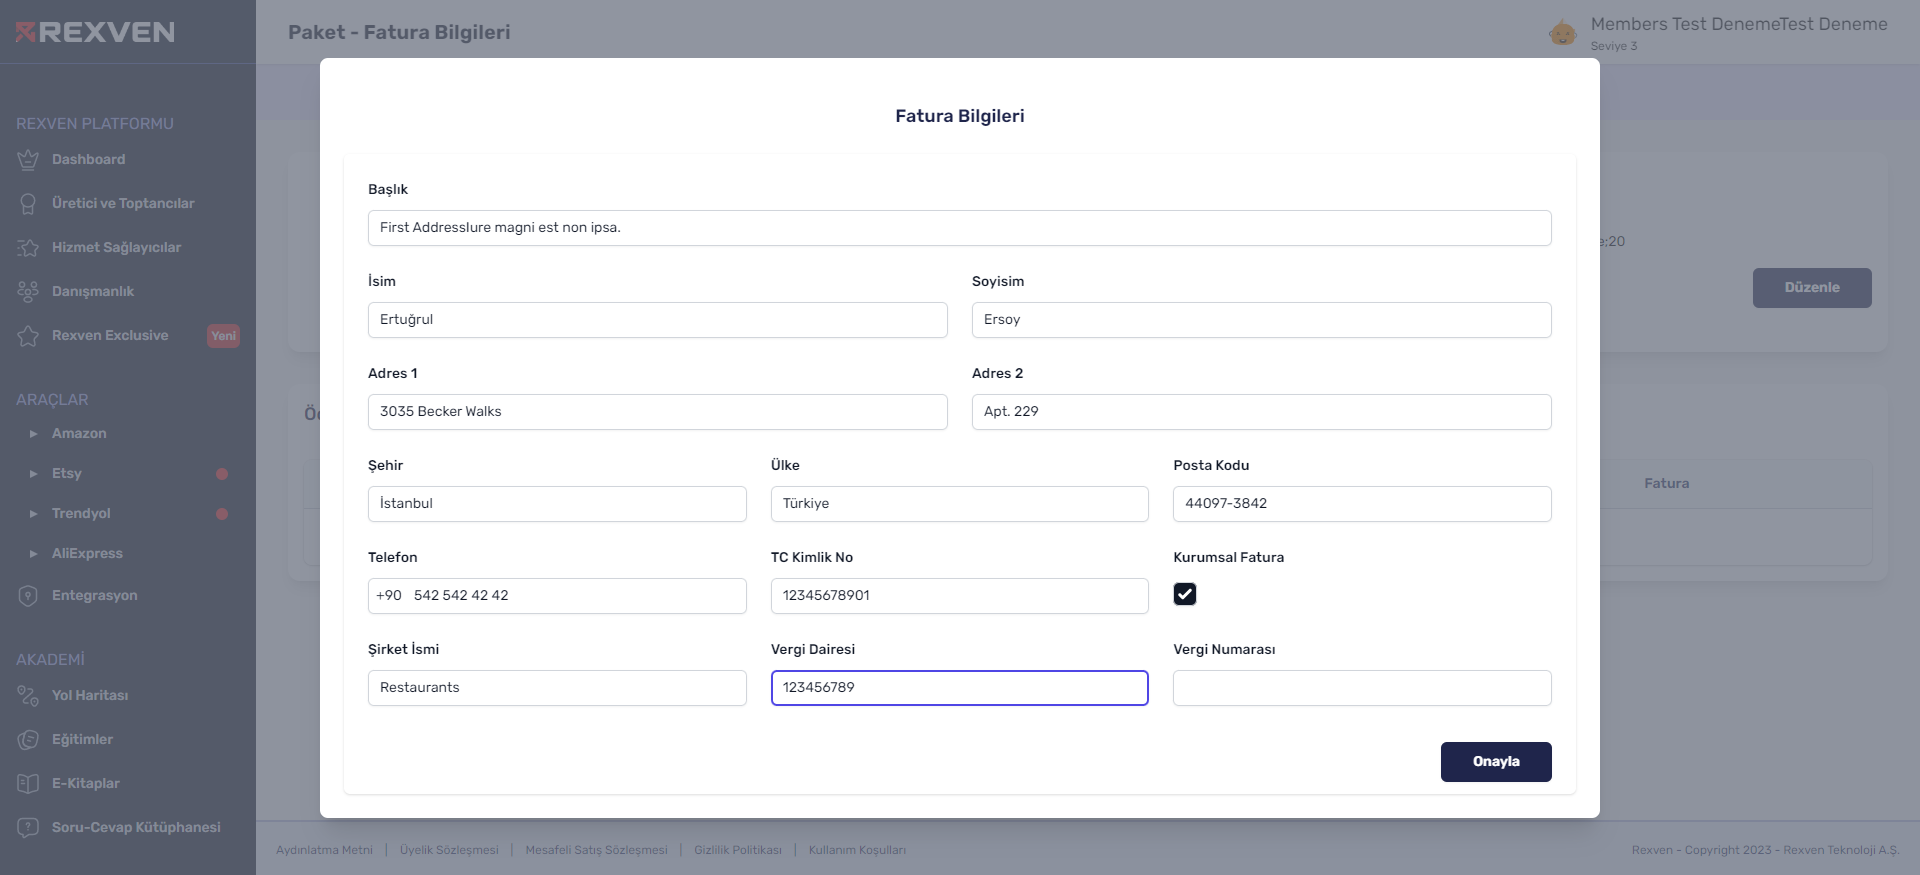 REXVEN
Paket - Fatura Bilgileri
Members Test DenemeTest Deneme
Seviye 3
REXVEN PLATFORMU
Dashboard
Üretici ve Toptancılar
Hizmet Sağlayıcılar
Danışmanlık
Rexven Exclusive
Yeni
ARAÇLAR
Amazon
Etsy
Trendyol
AliExpress
Entegrasyon
AKADEMİ
Yol Haritası
Eğitimler
E-Kitaplar
Soru-Cevap Kütüphanesi
Fatura Bilgileri
Başlık
First AddressIure magni est non ipsa.
İsim
Soyisim
Ertuğrul
Ersoy
Adres 1
Adres 2
3035 Becker Walks
Apt. 229
Şehir
Ülke
Posta Kodu
İstanbul
Türkiye
44097-3842
Telefon
TC Kimlik No
Kurumsal Fatura
+90 542 542 42 42
12345678901
Şirket İsmi
Vergi Dairesi
Vergi Numarası
Restaurants
123456789
Onayla
:20
Düzenle
Fatura
Aydınlatma Metni | Üyelik Sözleşmesi | Mesafeli Satış Sözleşmesi | Gizlilik Politikası | Kullanım Koşulları
Rexven - Copyright 2023 - Rexven Teknoloji A.Ş.